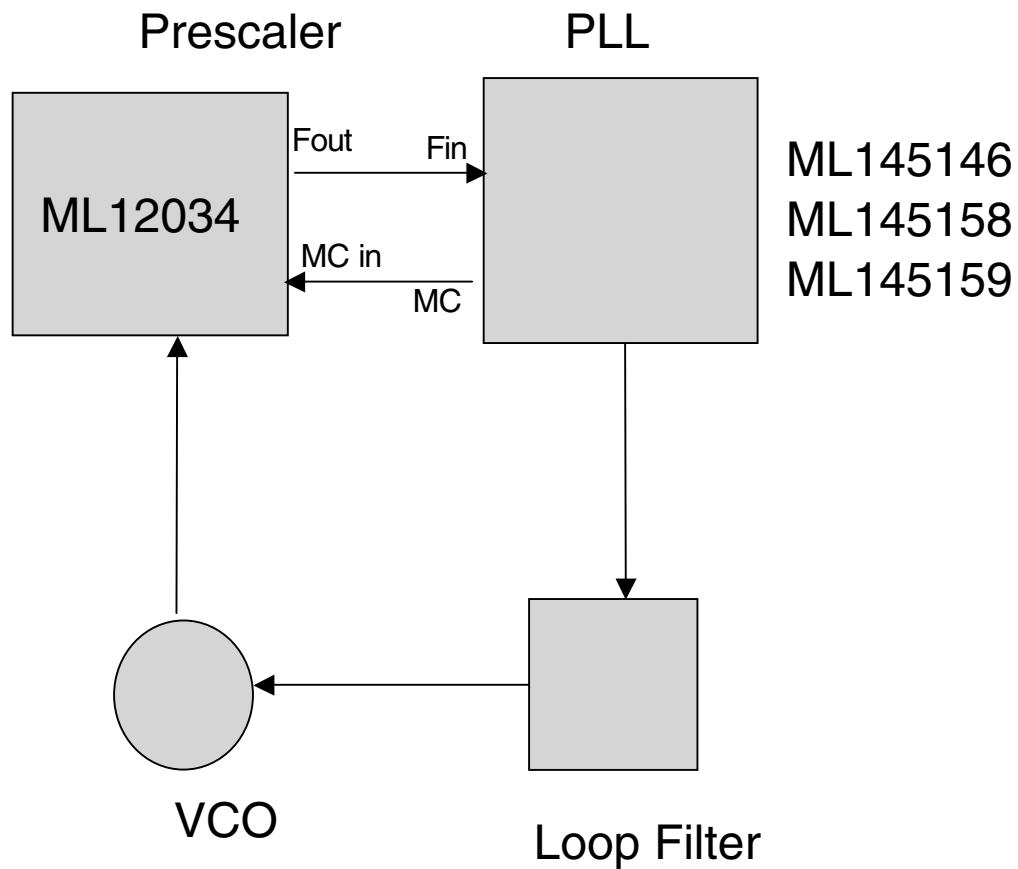 Prescaler
PLL
Fout
Fin
ML12034
MC in
MC
ML145146
ML145158
ML145159
VCO
Loop Filter